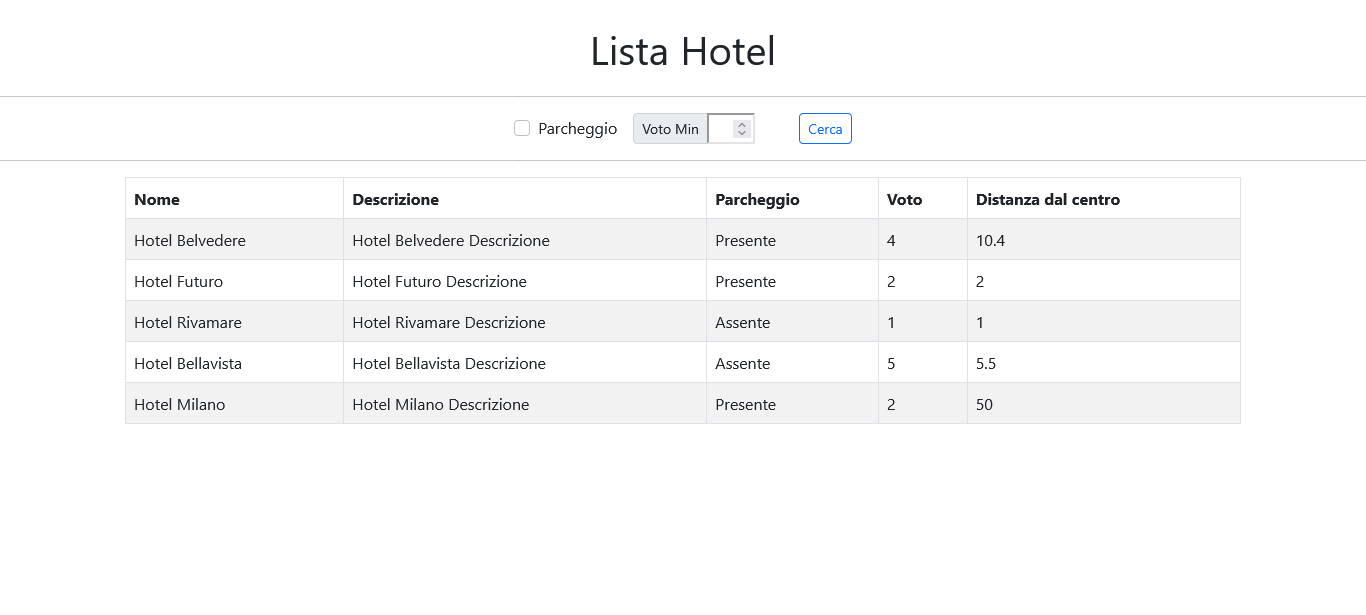 Lista Hotel
Parcheggio Voto Min Cerca
Nome Descrizione Parcheggio Voto Distanza dal centro
Hotel Belvedere Hotel Belvedere Descrizione Presente 4 10.4
Hotel Futuro Hotel Futuro Descrizione Presente 2 2
Hotel Rivamare Hotel Rivamare Descrizione Assente 1 1
Hotel Bellavista Hotel Bellavista Descrizione Assente 5 5.5
Hotel Milano Hotel Milano Descrizione Presente 2 50